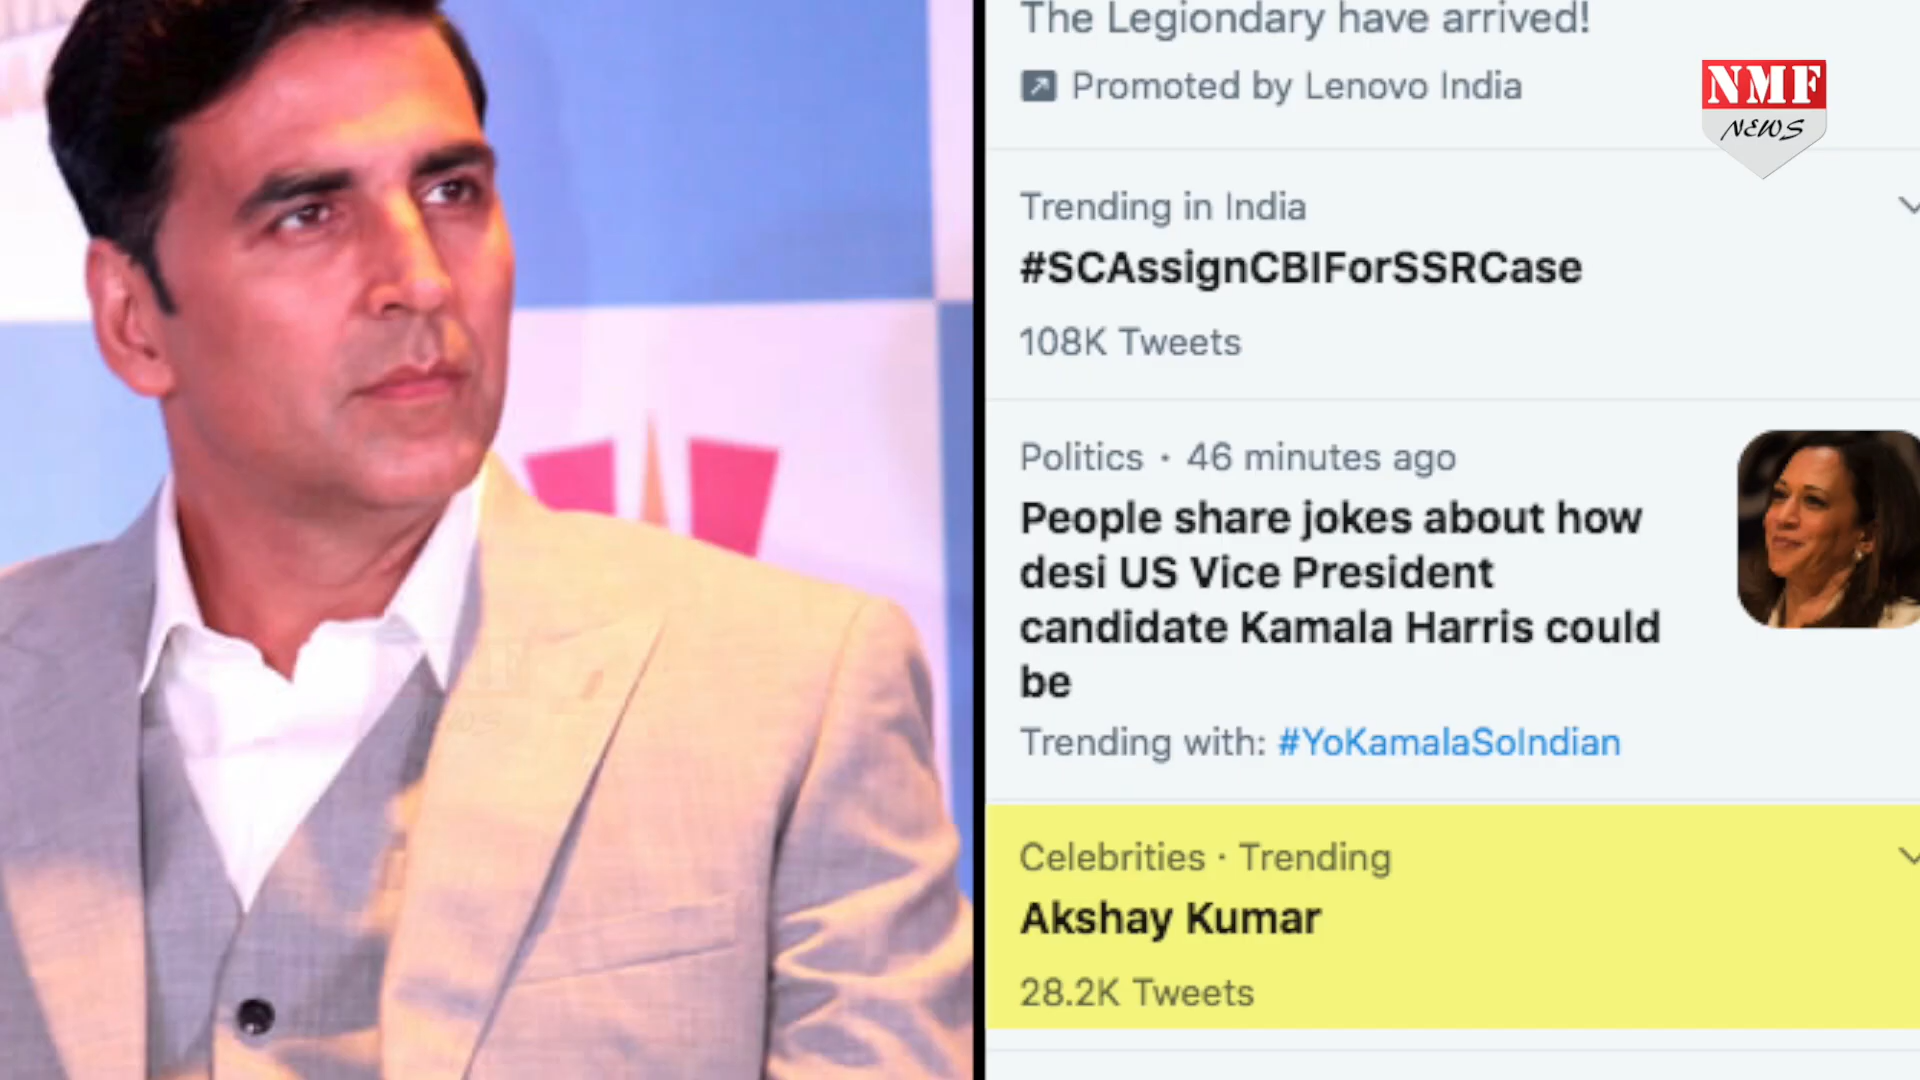 The Legiondary have arrived!
Promoted by Lenovo India
NMF
NEWS
Trending in India
#SCAssignCBIForSSRCase
108K Tweets
Politics · 46 minutes ago
People share jokes about how
desi US Vice President
candidate Kamala Harris could
be
Trending with: #YoKamalaSoIndian
Celebrities · Trending
Akshay Kumar
28.2K Tweets
NMF
NEWS